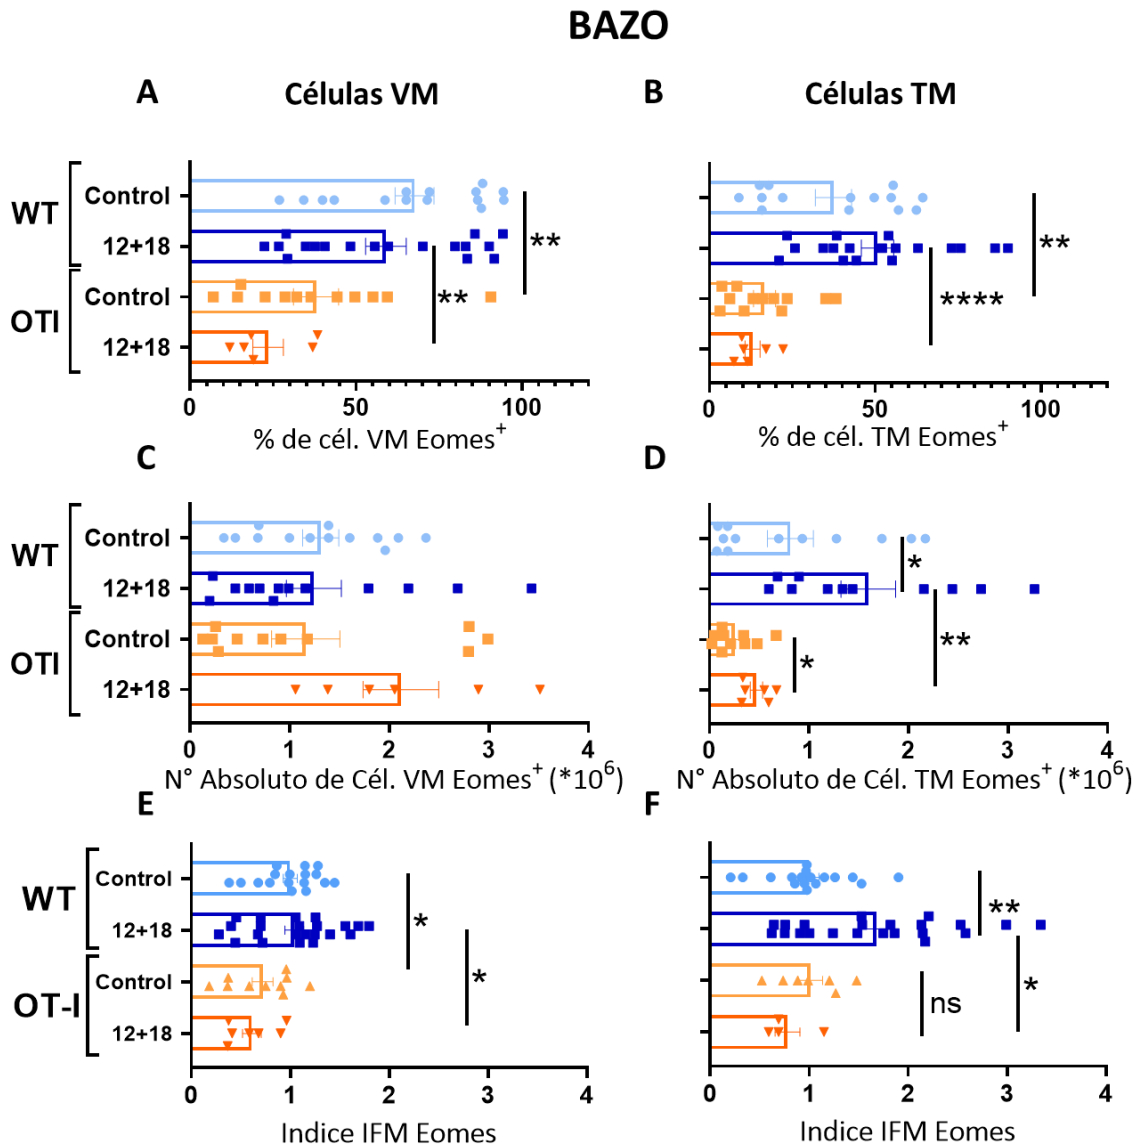 BAZO
A Células VM
B Células TM
WT Control
12+18
OTI Control
12+18
** **
0 50 100
% de cél. VM Eomes⁺
** ****
0 50 100
% de cél. TM Eomes⁺
C
D
WT Control
12+18
OTI Control
12+18
0 1 2 3 4
N° Absoluto de Cél. VM Eomes⁺ (*10⁶)
*
**
*
0 1 2 3 4
N° Absoluto de Cél. TM Eomes⁺ (*10⁶)
E
F
WT Control
12+18
OT-I Control
12+18
*
*
0 1 2 3 4
Indice IFM Eomes
**
*
ns
0 1 2 3 4
Indice IFM Eomes